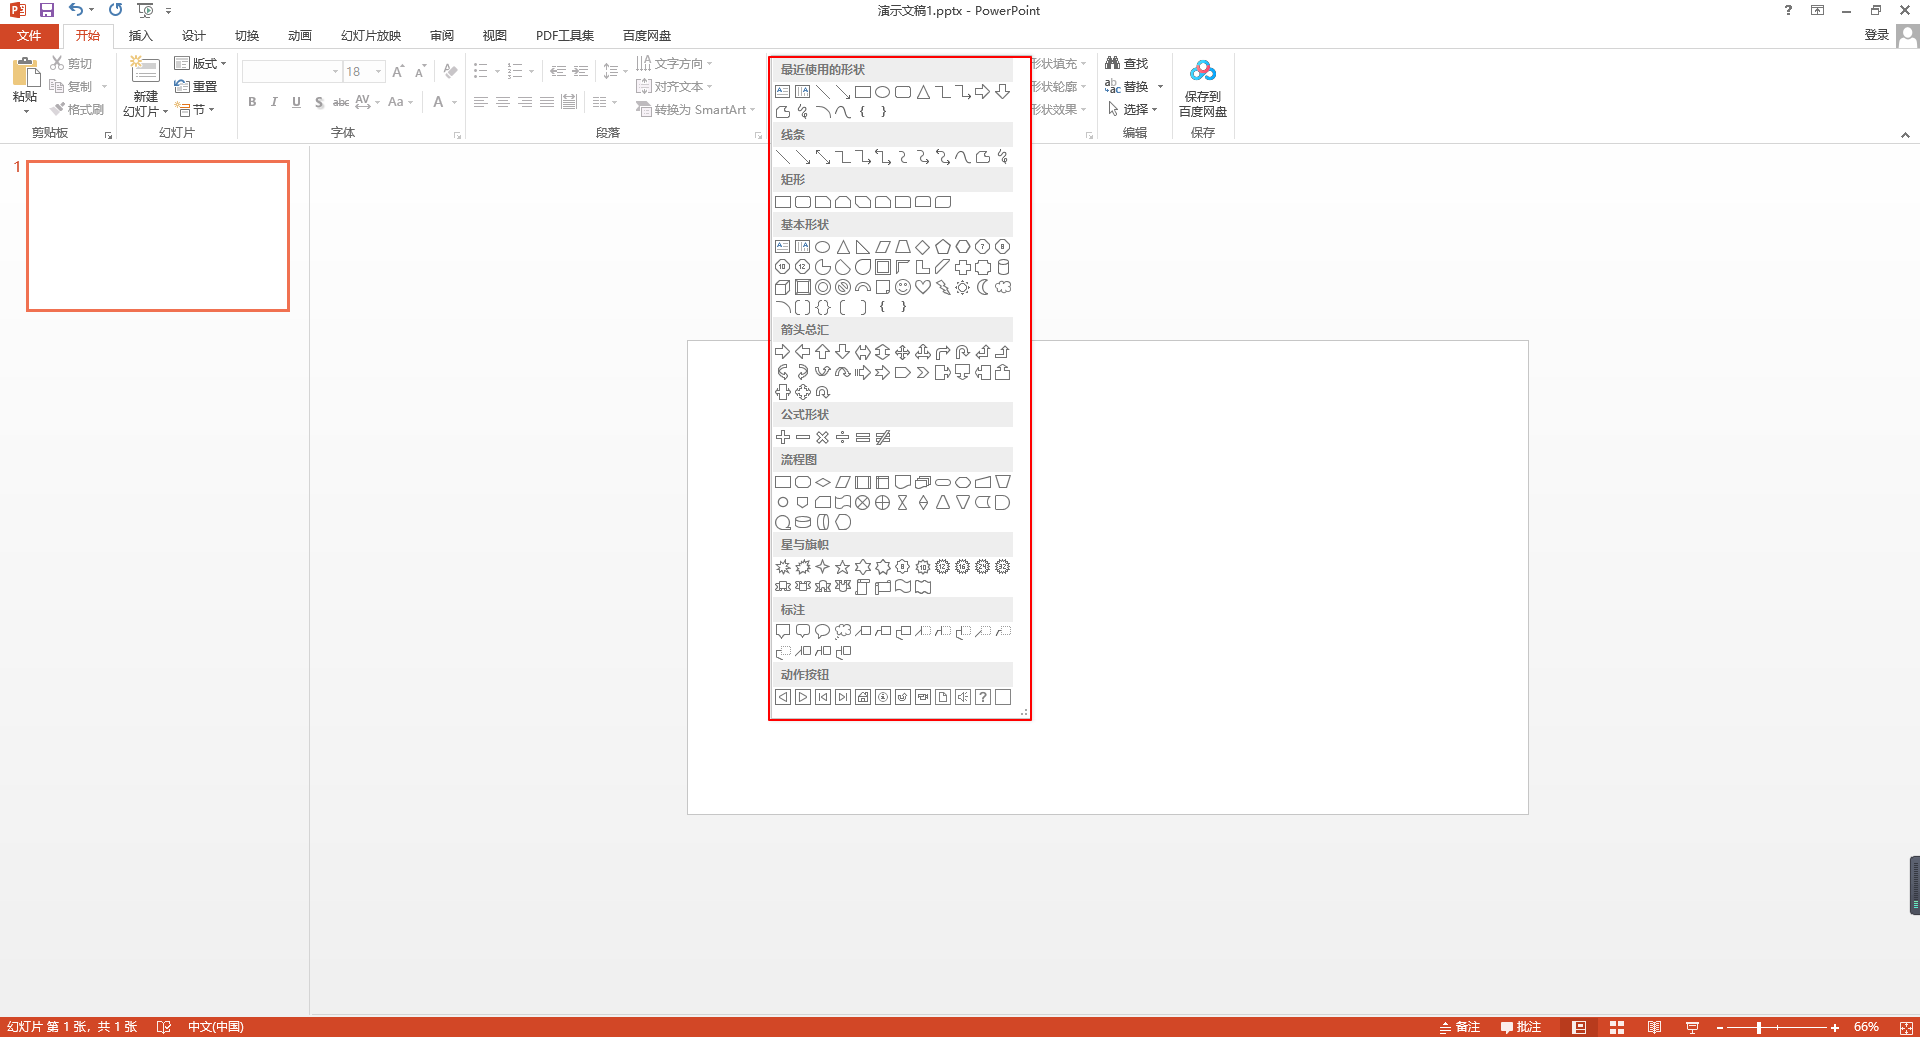 演示文稿1.pptx - PowerPoint
?
文件 开始 插入 设计 切换 动画 幻灯片放映 审阅 视图 PDF工具集 百度网盘 登录
粘贴
剪切
复制
格式刷
剪贴板
新建
幻灯片
版式
重置
节
幻灯片
18
B I U S abc AV Aa A
字体
文字方向
对齐文本
转换为 SmartArt
段落
形状填充
形状轮廓
形状效果
查找
替换
选择
编辑
保存到
百度网盘
保存
最近使用的形状
线条
矩形
基本形状
箭头总汇
公式形状
流程图
星与旗帜
标注
动作按钮
1
幻灯片 第 1 张，共 1 张 中文(中国) 备注 批注 66%